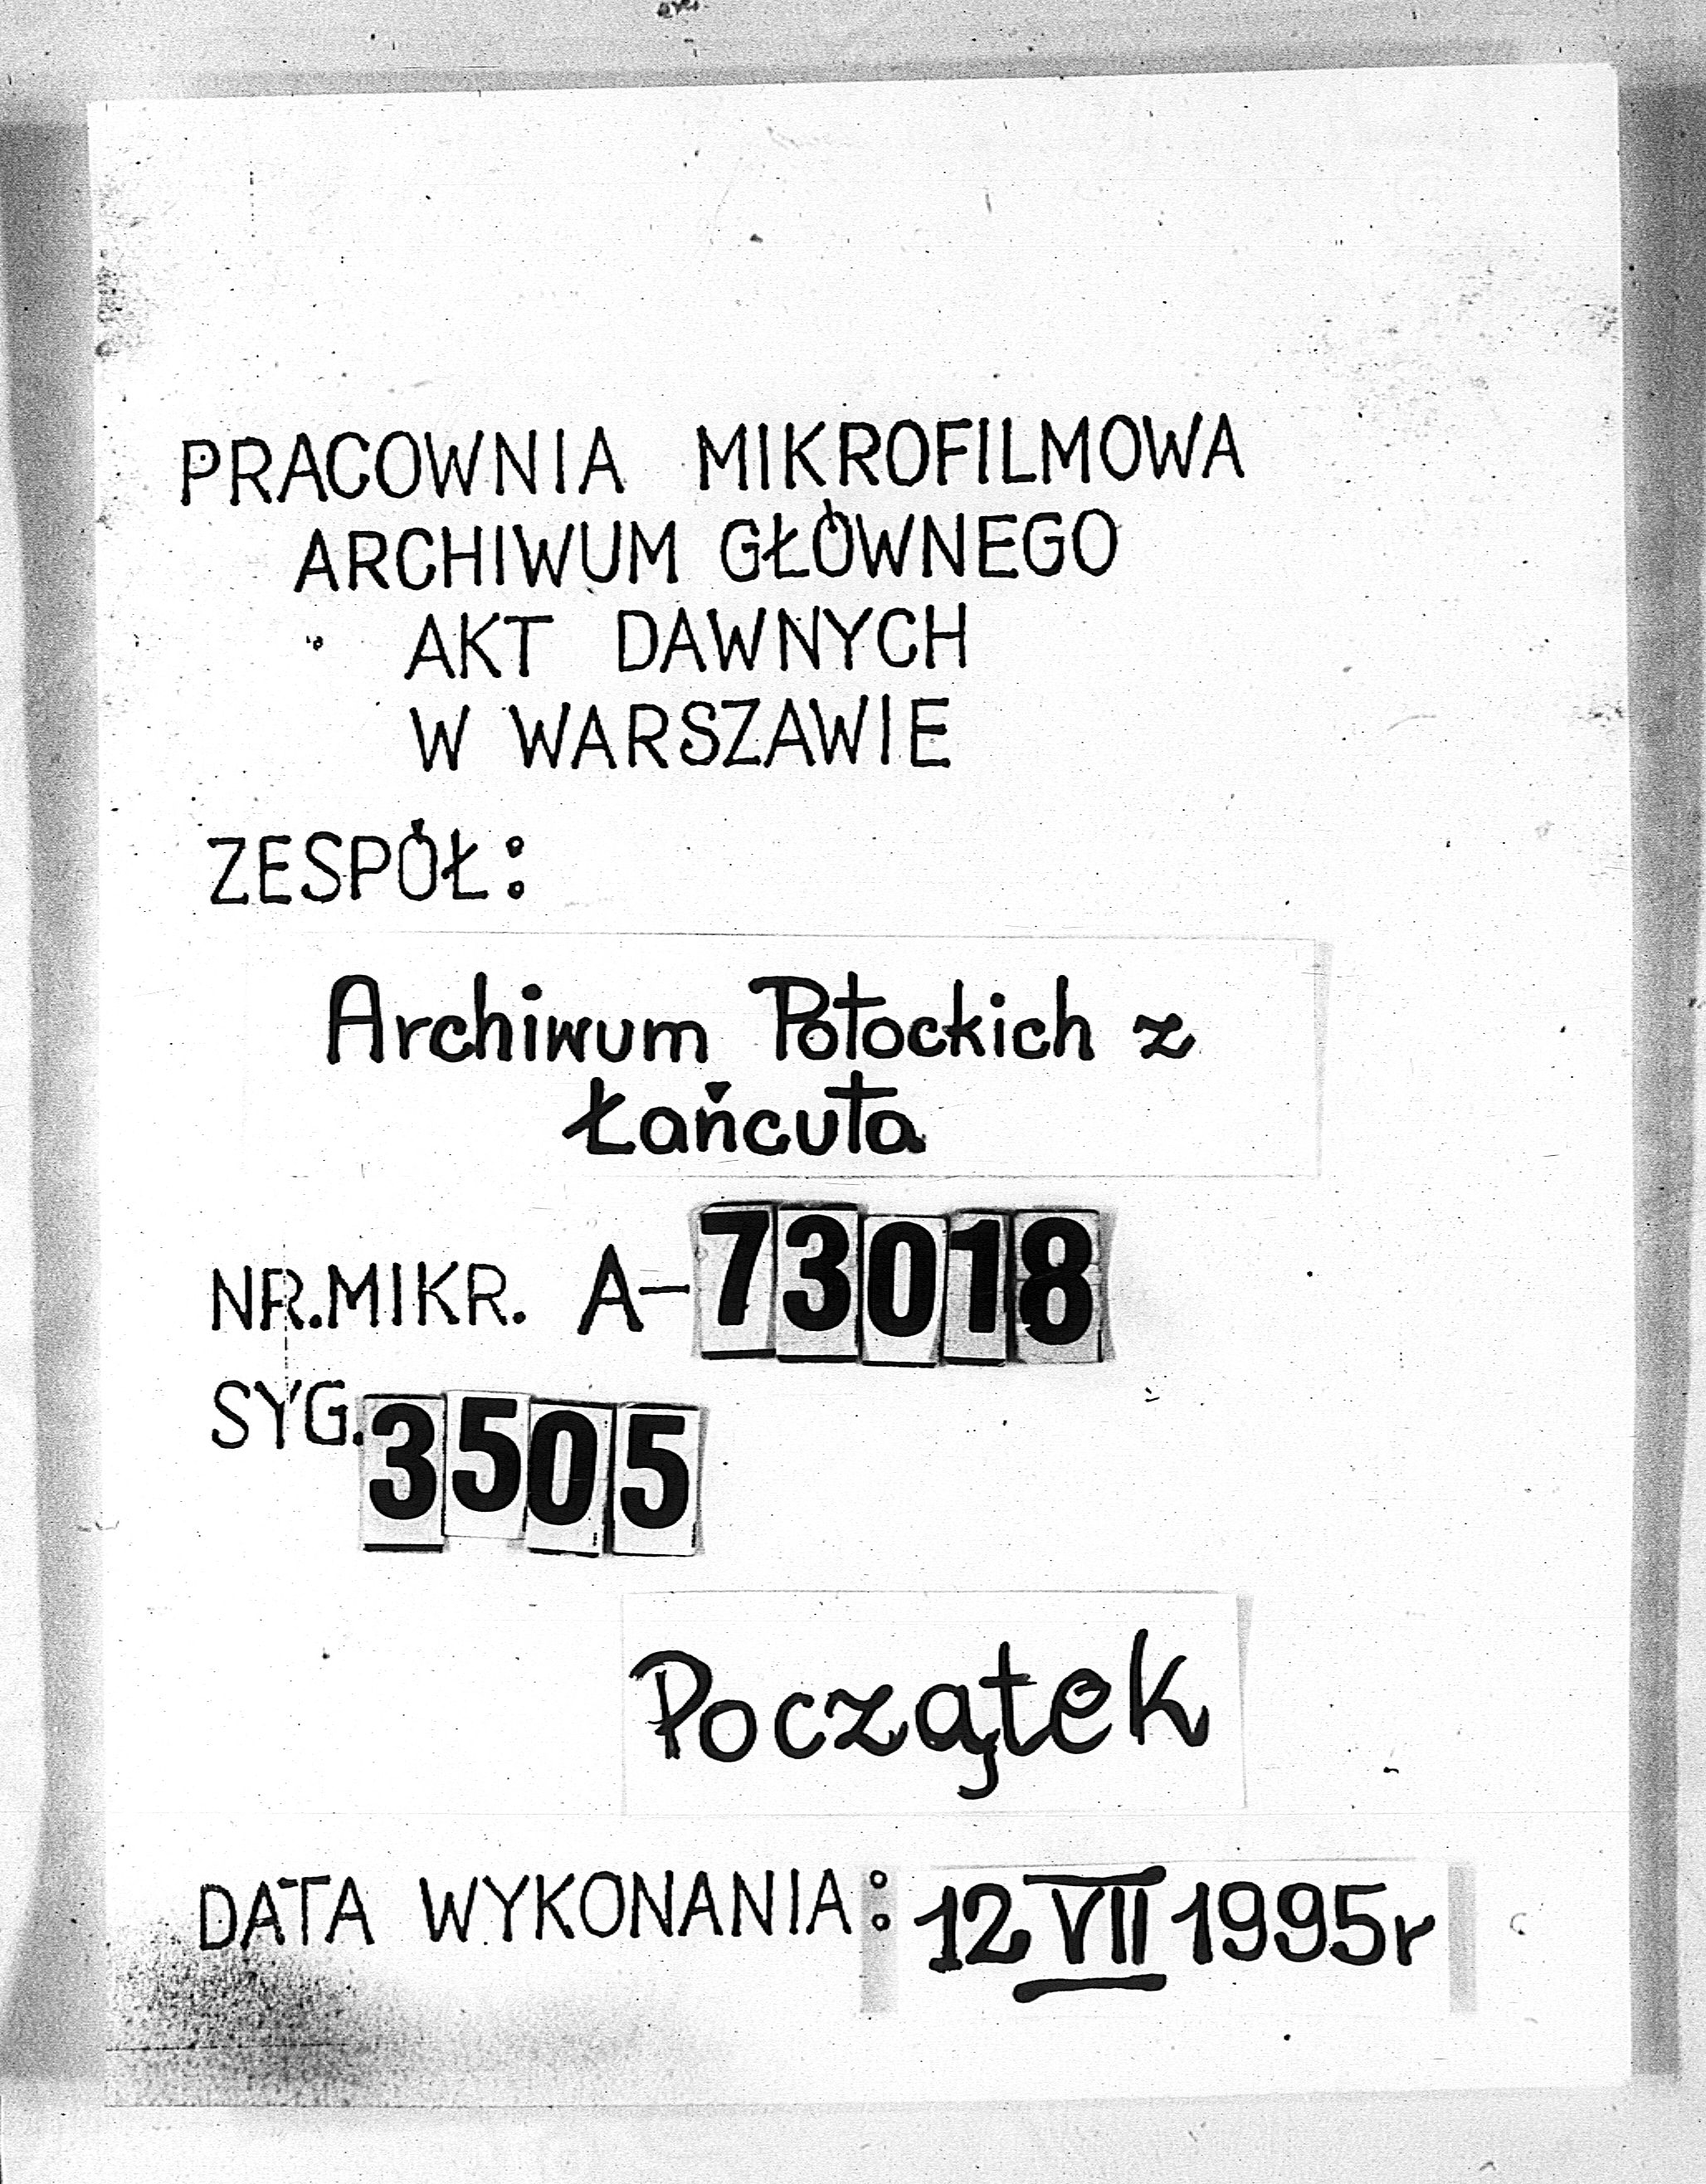 PRACOWNIA MIKROFILMOWA
ARCHIWUM GŁÓWNEGO
AKT DAWNYCH
W WARSZAWIE
ZESPÓŁ:
Archiwum Potockich z
Łańcuta
NR.MIKR. A-73018
SYG. 3505
Początek
DATA WYKONANIA: 12 VII 1995r